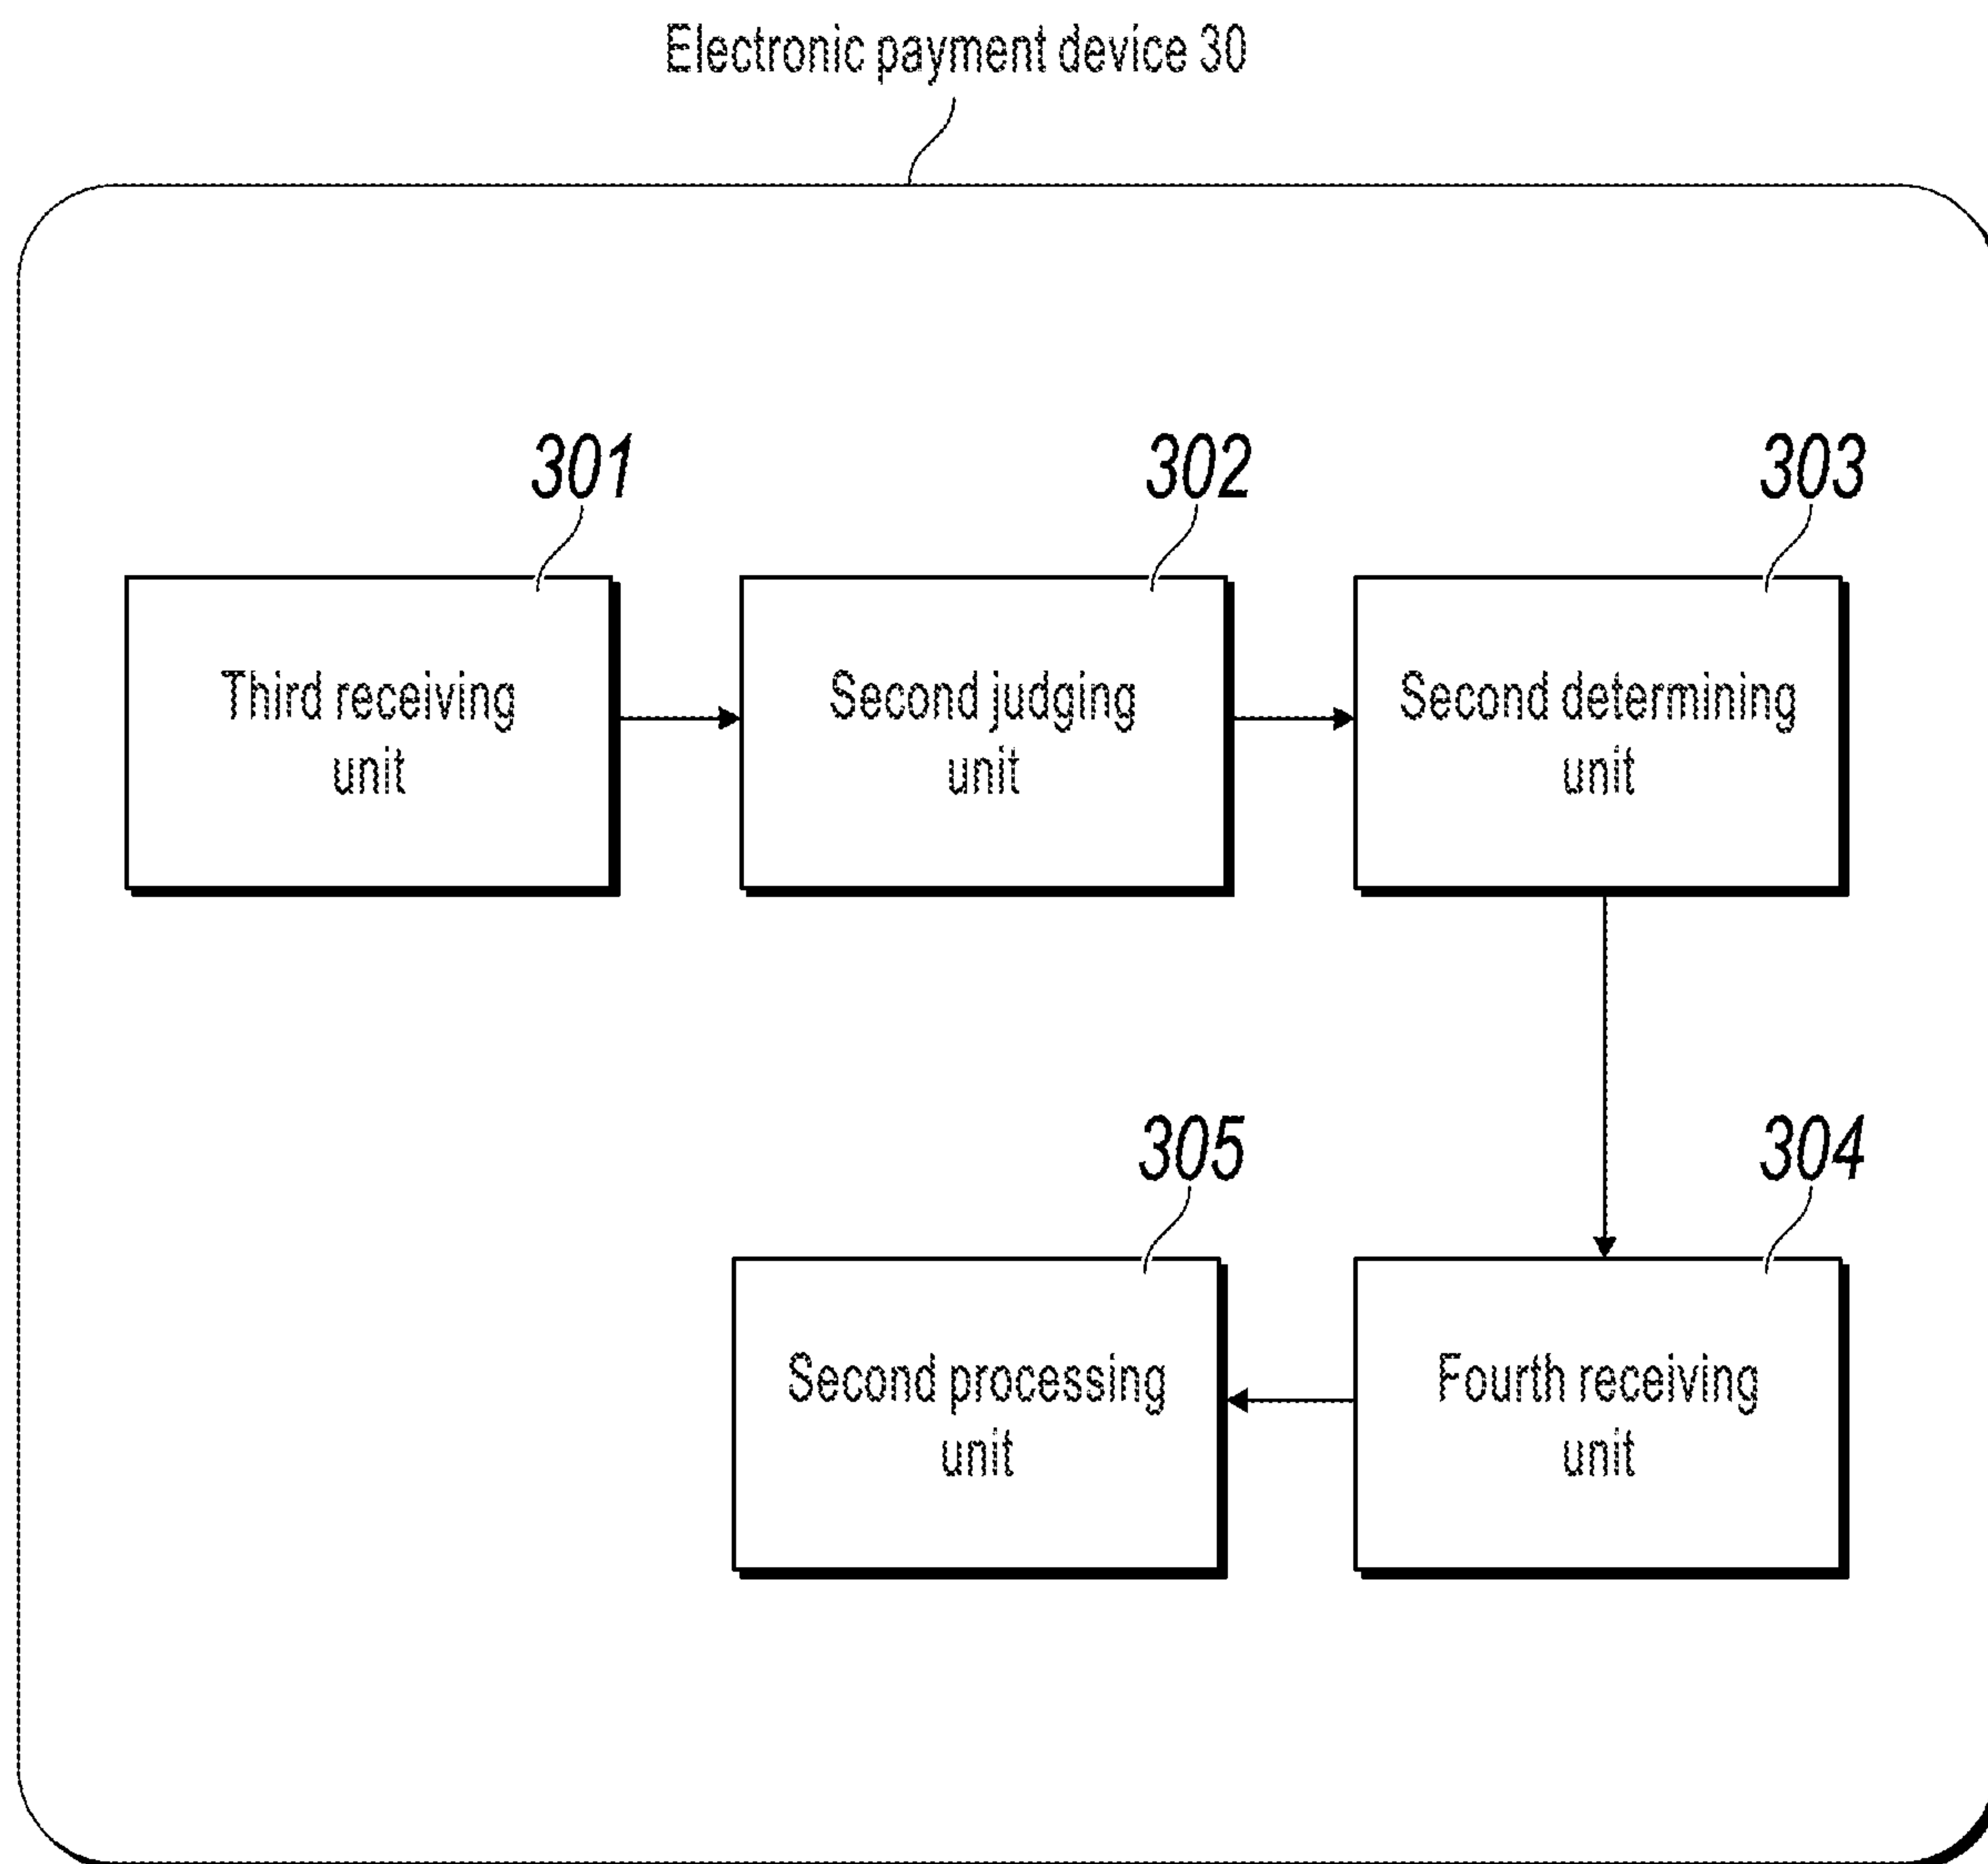 Electronic payment device 30
301
302
303
Third receiving
unit
Second judging
unit
Second determining
unit
305
304
Second processing
unit
Fourth receiving
unit